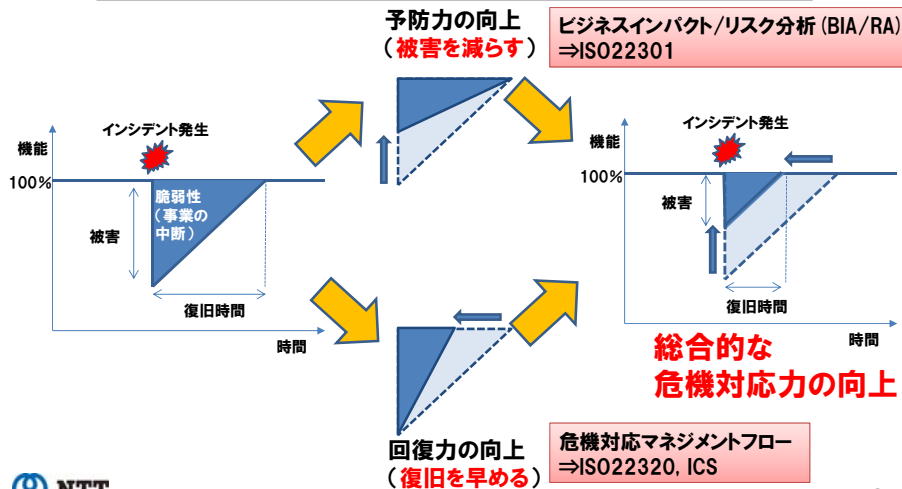 予防力の向上
（被害を減らす）
ビジネスインパクト/リスク分析(BIA/RA)
⇒ISO22301
インシデント発生
機能
100%
脆弱性
（事業の
中断）
被害
復旧時間
時間
インシデント発生
機能
100%
被害
復旧時間
時間
総合的な
危機対応力の向上
回復力の向上
（復旧を早める）
危機対応マネジメントフロー
⇒ISO22320, ICS
NTT